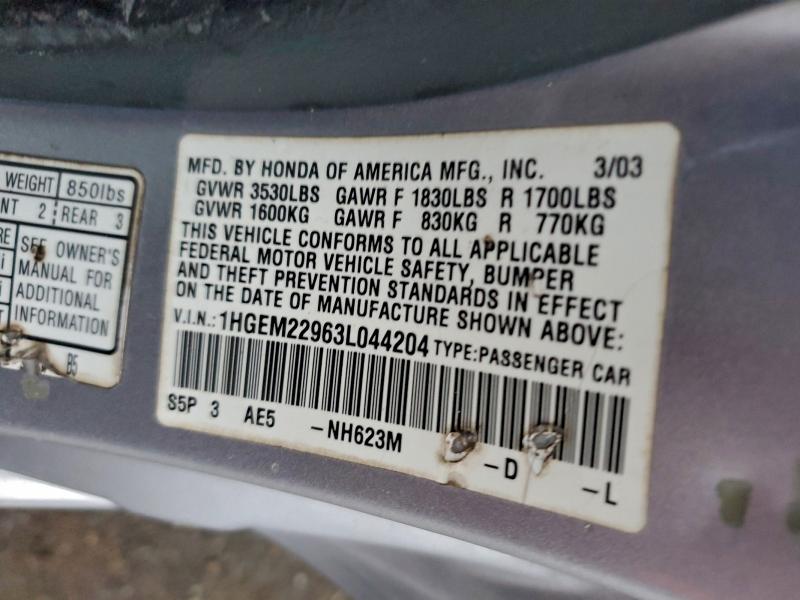 WEIGHT 850lbs
2 REAR 3
SEE OWNER'S
MANUAL FOR
ADDITIONAL
INFORMATION
B5
MFD. BY HONDA OF AMERICA MFG., INC. 3/03
GVWR 3530LBS GAWR F 1830LBS R 1700LBS
GVWR 1600KG GAWR F 830KG R 770KG
THIS VEHICLE CONFORMS TO ALL APPLICABLE
FEDERAL MOTOR VEHICLE SAFETY, BUMPER
AND THEFT PREVENTION STANDARDS IN EFFECT
ON THE DATE OF MANUFACTURE SHOWN ABOVE:
V.I.N.: 1HGEM22963L044204 TYPE:PASSENGER CAR
S5P 3 AE5 -NH623M -D -L